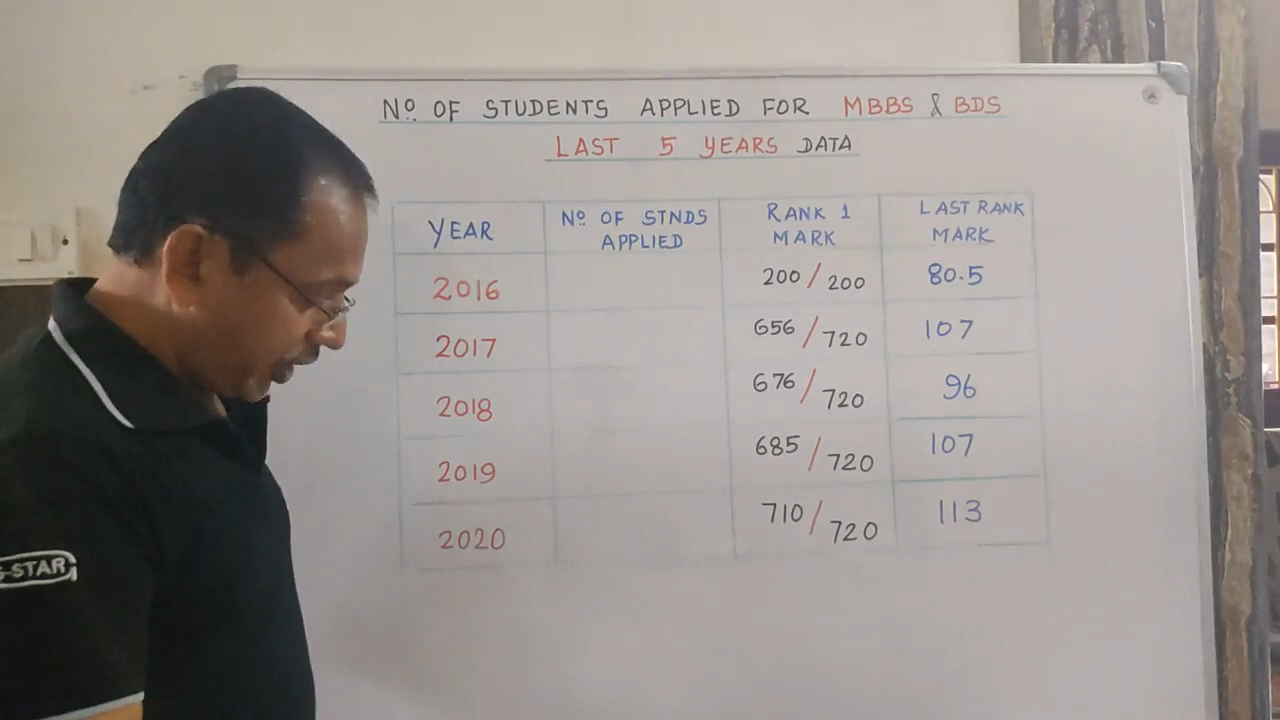 Nº OF STUDENTS APPLIED FOR MBBS & BDS
LAST 5 YEARS DATA
YEAR Nº OF STNDS APPLIED RANK 1 MARK LAST RANK MARK
2016 200/200 80.5
2017 656/720 107
2018 676/720 96
2019 685/720 107
2020 710/720 113
-STAR